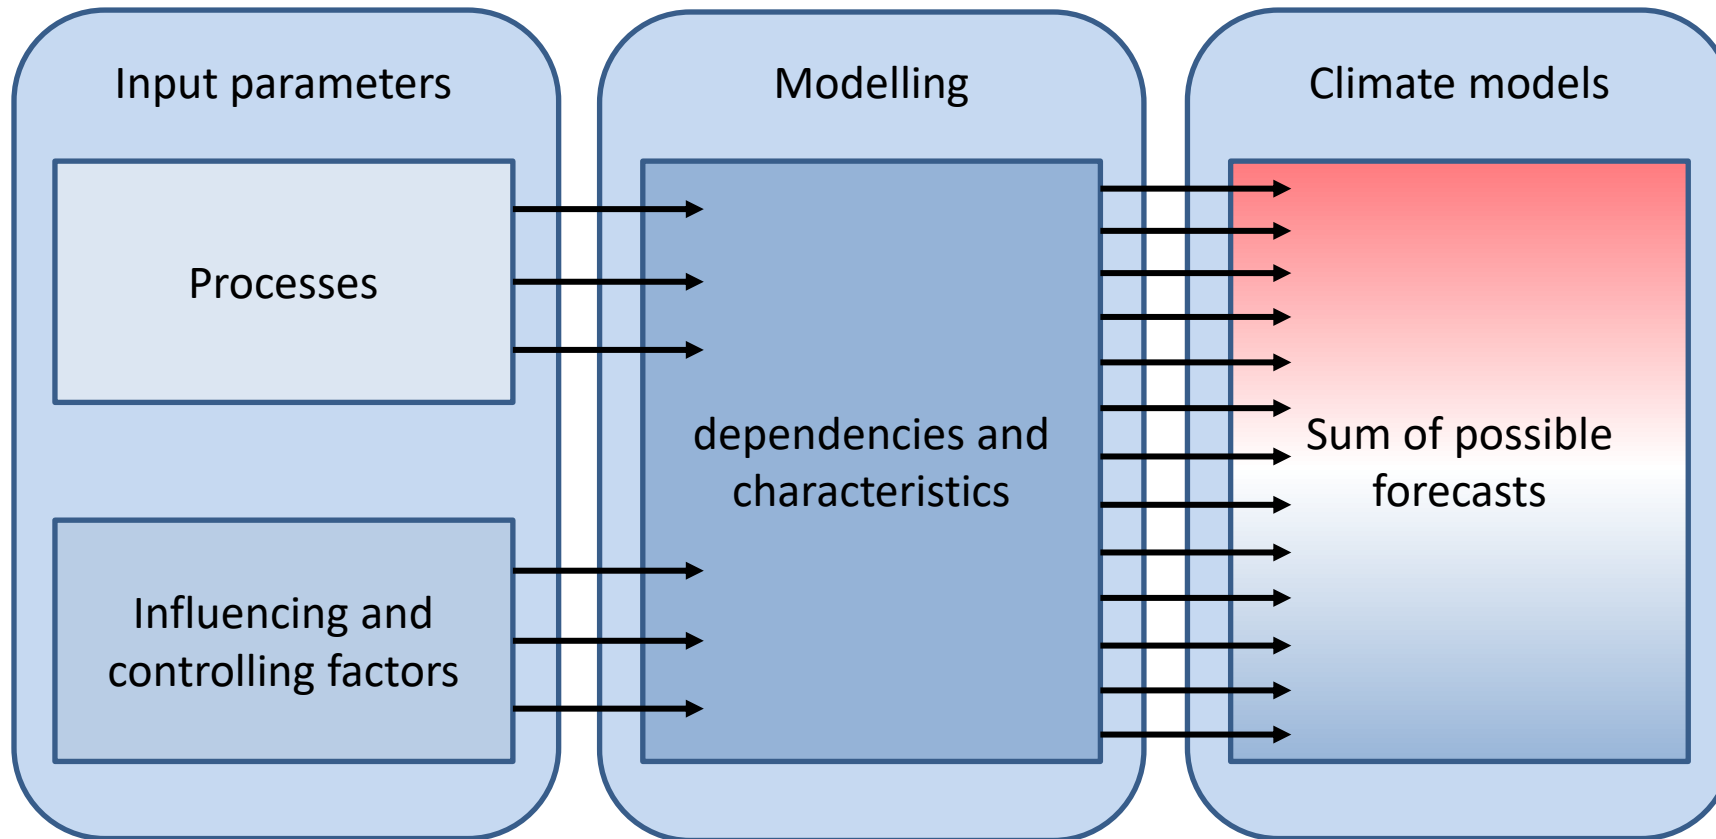 Input parameters
Processes
Influencing and
controlling factors
Modelling
dependencies and
characteristics
Climate models
Sum of possible
forecasts